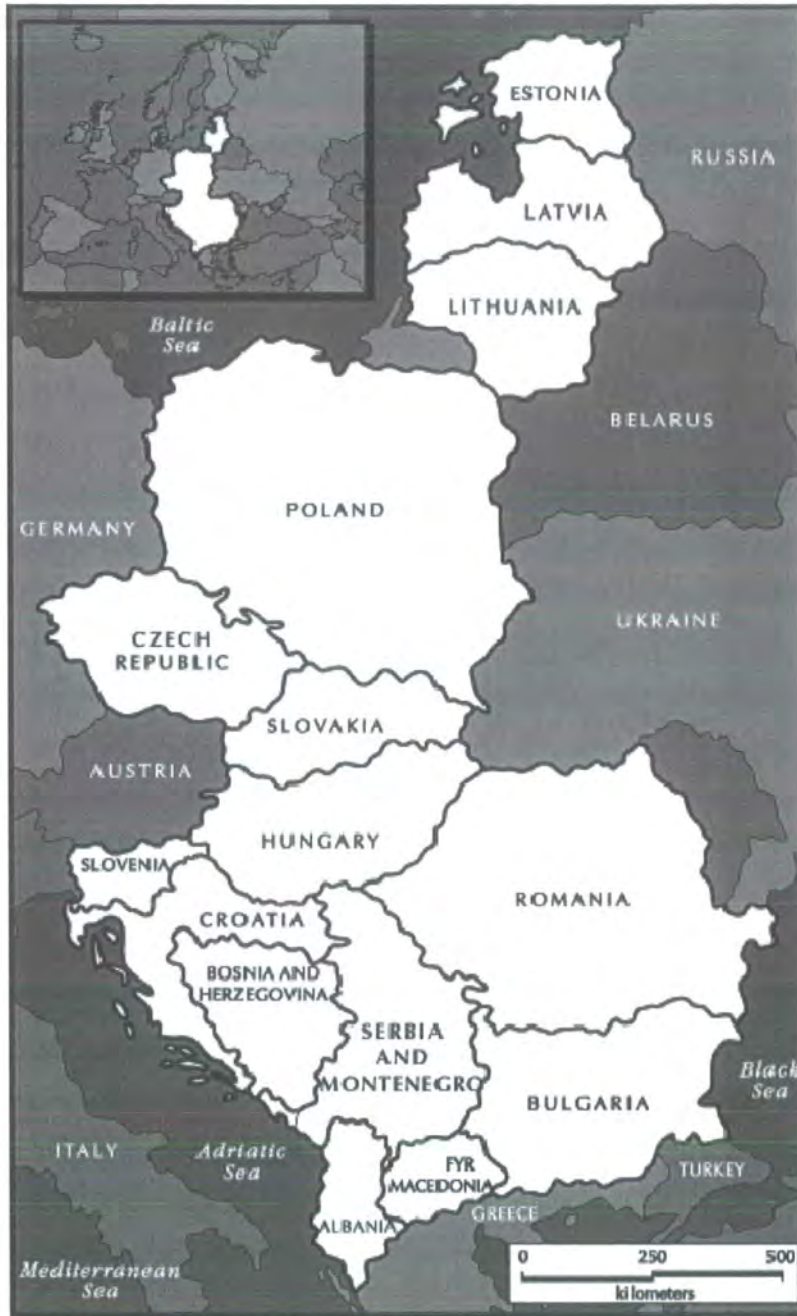 ESTONIA
RUSSIA
LATVIA
LITHUANIA
Baltic
Sea
BELARUS
POLAND
GERMANY
UKRAINE
CZECH
REPUBLIC
SLOVAKIA
AUSTRIA
HUNGARY
SLOVENIA
ROMANIA
CROATIA
BOSNIA AND
HERZEGOVINA
SERBIA
AND
MONTENEGRO
Black
Sea
BULGARIA
ITALY
Adriatic
Sea
FYR
MACEDONIA
TURKEY
GREECE
ALBANIA
Mediterranean
Sea
0 250 500
kilometers